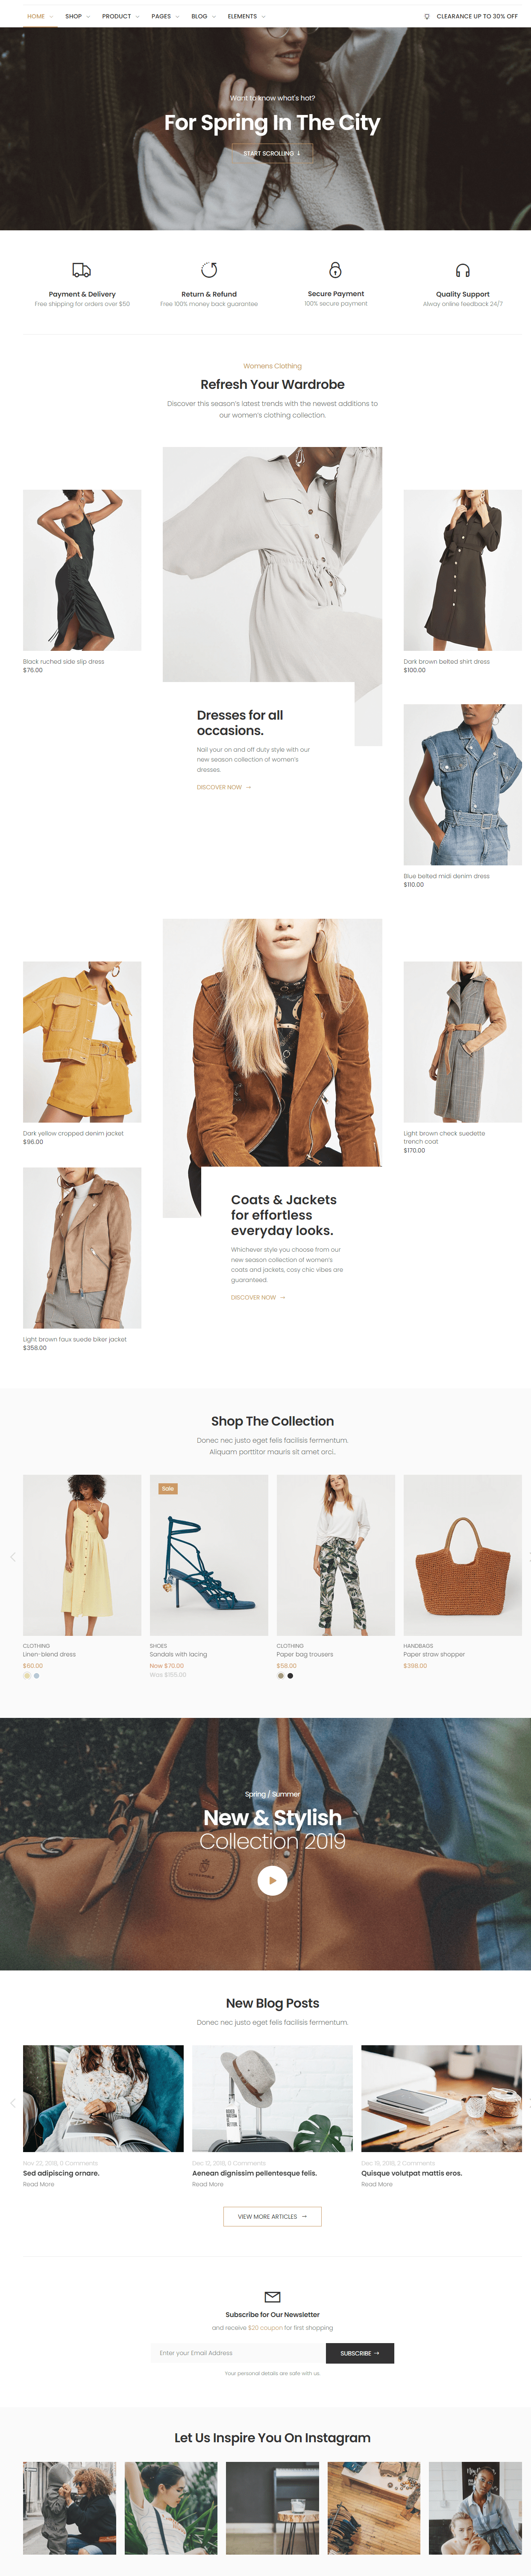 HOME SHOP PRODUCT PAGES BLOG ELEMENTS CLEARANCE UP TO 30% OFF
Want to know what's hot?
For Spring In The City
START SCROLLING ↓
Payment & Delivery
Free shipping for orders over $50
Return & Refund
Free 100% money back guarantee
Secure Payment
100% secure payment
Quality Support
Alway online feedback 24/7
Womens Clothing
Refresh Your Wardrobe
Discover this season's latest trends with the newest additions to
our women's clothing collection.
Black ruched side slip dress
$76.00
Dark brown belted shirt dress
$100.00
Dresses for all
occasions.
Nail your on and off duty style with our
new season collection of women's
dresses.
DISCOVER NOW →
Blue belted midi denim dress
$110.00
Dark yellow cropped denim jacket
$96.00
Light brown check suedette
trench coat
$170.00
Coats & Jackets
for effortless
everyday looks.
Whichever style you choose from our
new season collection of women's
coats and jackets, cosy chic vibes are
guaranteed.
DISCOVER NOW →
Light brown faux suede biker jacket
$358.00
Shop The Collection
Donec nec justo eget felis facilisis fermentum.
Aliquam porttitor mauris sit amet orci..
Sale
CLOTHING
Linen-blend dress
$60.00
SHOES
Sandals with lacing
Now $70.00
Was $155.00
CLOTHING
Paper bag trousers
$58.00
HANDBAGS
Paper straw shopper
$398.00
Spring / Summer
New & Stylish
Collection 2019
New Blog Posts
Donec nec justo eget felis facilisis fermentum.
Nov 22, 2018, 0 Comments
Sed adipiscing ornare.
Read More
Dec 12, 2018, 0 Comments
Aenean dignissim pellentesque felis.
Read More
Dec 19, 2018, 2 Comments
Quisque volutpat mattis eros.
Read More
VIEW MORE ARTICLES →
Subscribe for Our Newsletter
and receive $20 coupon for first shopping
Enter your Email Address
SUBSCRIBE →
Your personal details are safe with us.
Let Us Inspire You On Instagram